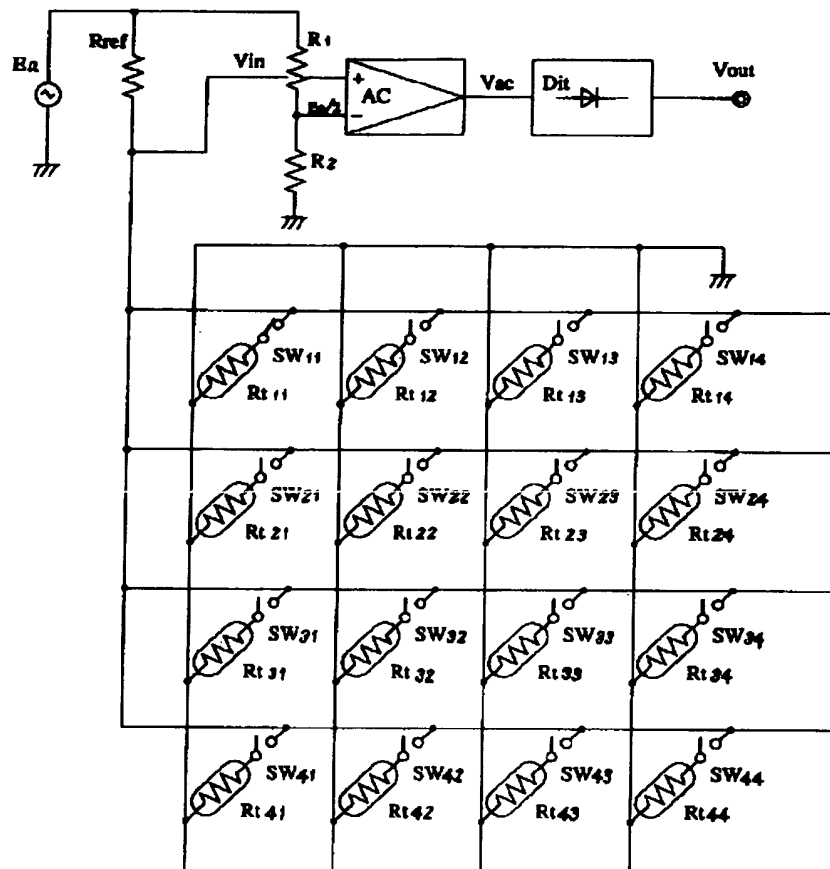 R1
Rref
Ea
Vin
Vout
Vac
Dit
+
AC
Ea/2
−
R2
SW11 SW12 SW13 SW14
Rt11 Rt12 Rt13 Rt14
SW21 SW22 SW23 SW24
Rt21 Rt22 Rt23 Rt24
SW31 SW32 SW33 SW34
Rt31 Rt32 Rt33 Rt34
SW41 SW42 SW43 SW44
Rt41 Rt42 Rt43 Rt44